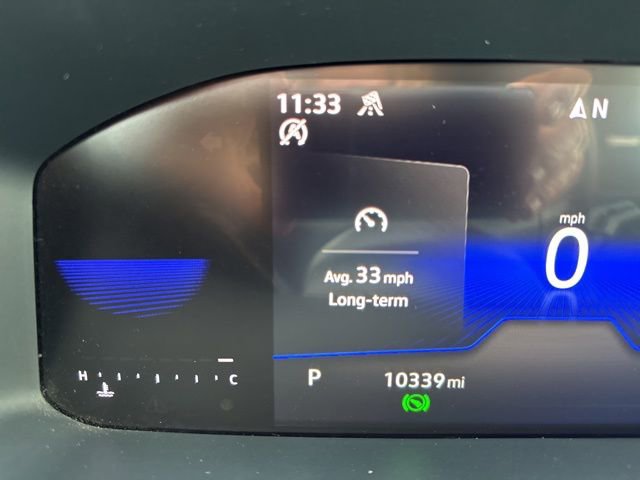 11:33
N
mph
0
Avg. 33 mph
Long-term
H
C
P
10339 mi